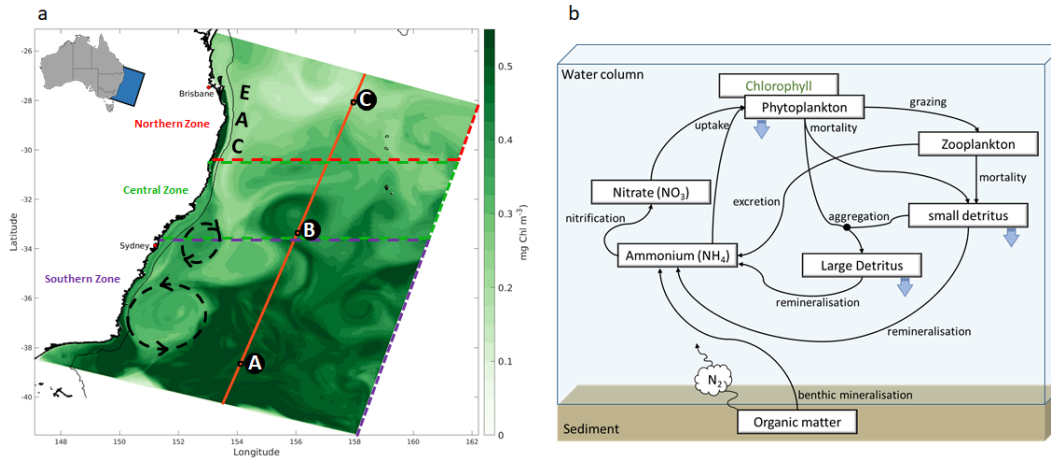 a
-26
-28
-30
-32
-34
-36
-38
-40
Latitude
148
150
152
154
156
158
160
162
Longitude
Brisbane
Northern Zone
E
A
C
Central Zone
Sydney
Southern Zone
C
B
A
0.5
0.4
0.3
0.2
0.1
0
mg Chl m-3)
b
Water column
Chlorophyll
Phytoplankton
grazing
uptake
mortality
Zooplankton
Nitrate (NO3)
excretion
mortality
nitrification
aggregation
small detritus
Ammonium (NH4)
Large Detritus
remineralisation
remineralisation
N2
benthic mineralisation
Organic matter
Sediment